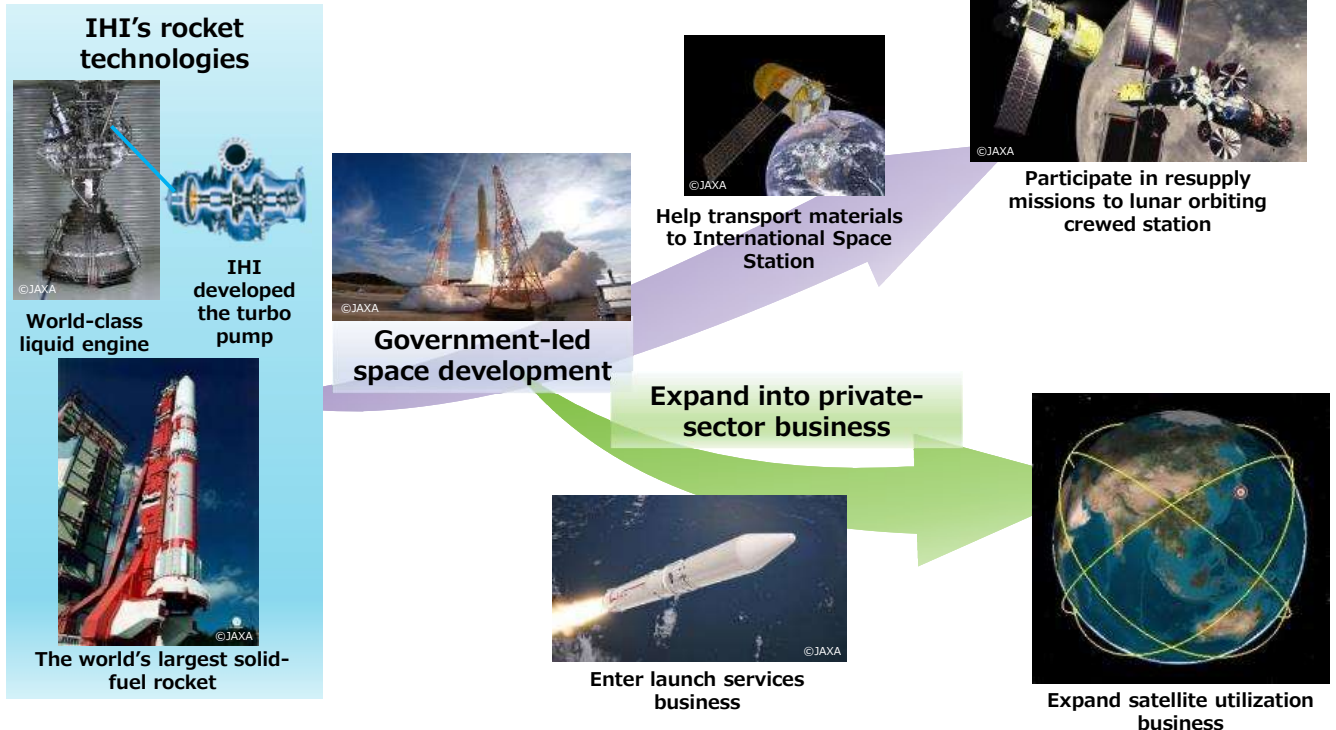 IHI’s rocket
technologies
©JAXA
World-class
liquid engine
IHI
developed
the turbo
pump
©JAXA
The world’s largest solid-
fuel rocket
©JAXA
Government-led
space development
©JAXA
Help transport materials
to International Space
Station
©JAXA
Participate in resupply
missions to lunar orbiting
crewed station
Expand into private-
sector business
©JAXA
Enter launch services
business
Expand satellite utilization
business